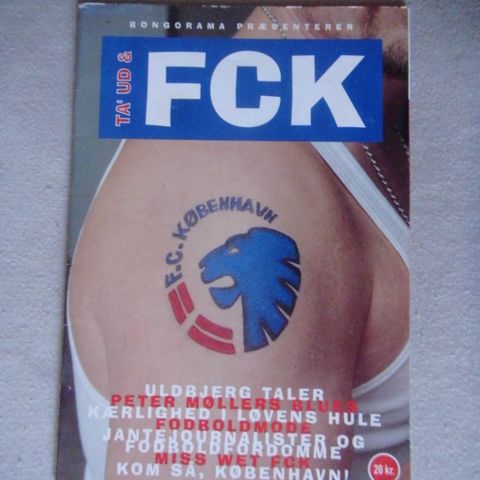 BONGORAMA PRÆSENTERER
TA' UD &
FCK
F.C. KØBENHAVN
ULDBJERG TALER
PETER MØLLERS BLUES
KÆRLIGHED I LØVENS HULE
FODBOLDMODE
JANTEJOURNALISTER OG
FODBOLDFORDOMME
MISS WET FCK
KOM SÅ, KØBENHAVN!
20 kr.